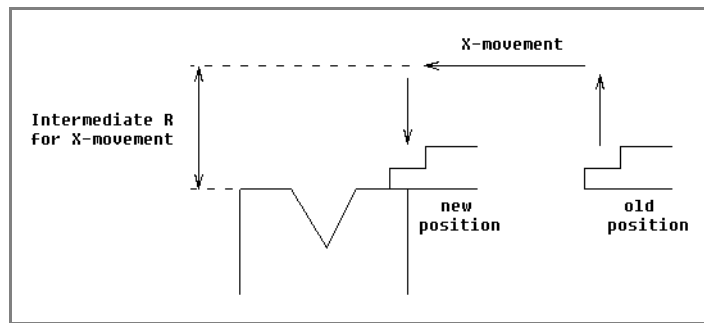 X-movement
Intermediate R
for X-movement
new
position
old
position